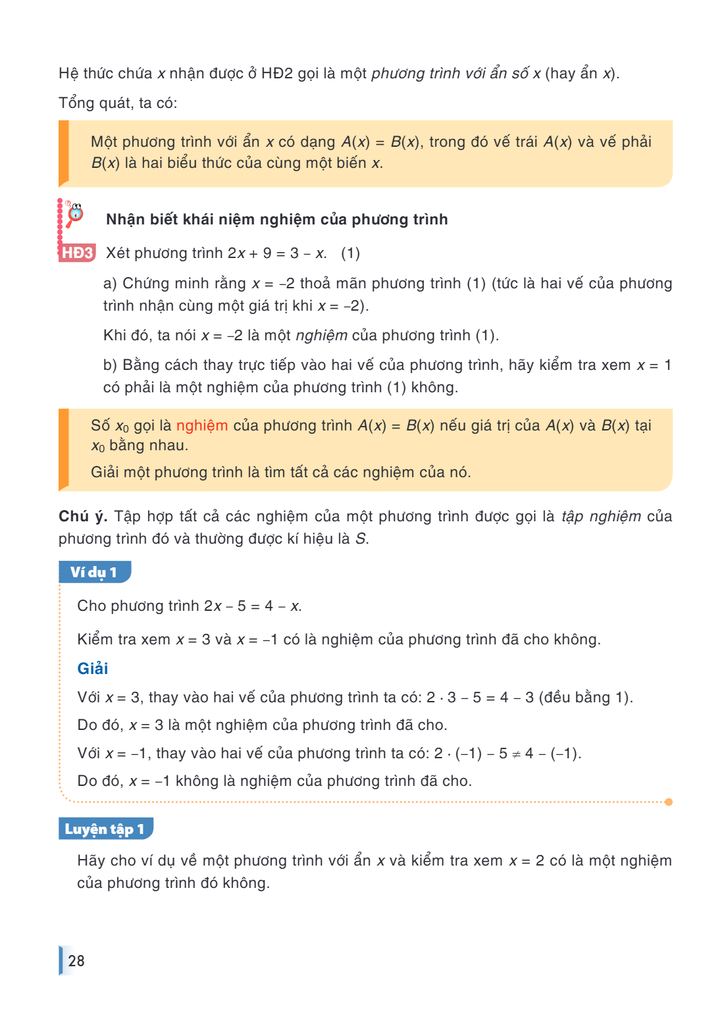 Hệ thức chứa x nhận được ở HĐ2 gọi là một phương trình với ẩn số x (hay ẩn x).
Tổng quát, ta có:
Một phương trình với ẩn x có dạng A(x) = B(x), trong đó vế trái A(x) và vế phải
B(x) là hai biểu thức của cùng một biến x.
Nhận biết khái niệm nghiệm của phương trình
HĐ3 Xét phương trình 2x + 9 = 3 – x. (1)
a) Chứng minh rằng x = –2 thoả mãn phương trình (1) (tức là hai vế của phương
trình nhận cùng một giá trị khi x = –2).
Khi đó, ta nói x = –2 là một nghiệm của phương trình (1).
b) Bằng cách thay trực tiếp vào hai vế của phương trình, hãy kiểm tra xem x = 1
có phải là một nghiệm của phương trình (1) không.
Số x₀ gọi là nghiệm của phương trình A(x) = B(x) nếu giá trị của A(x) và B(x) tại
x₀ bằng nhau.
Giải một phương trình là tìm tất cả các nghiệm của nó.
Chú ý. Tập hợp tất cả các nghiệm của một phương trình được gọi là tập nghiệm của
phương trình đó và thường được kí hiệu là S.
Ví dụ 1
Cho phương trình 2x – 5 = 4 – x.
Kiểm tra xem x = 3 và x = –1 có là nghiệm của phương trình đã cho không.
Giải
Với x = 3, thay vào hai vế của phương trình ta có: 2 · 3 – 5 = 4 – 3 (đều bằng 1).
Do đó, x = 3 là một nghiệm của phương trình đã cho.
Với x = –1, thay vào hai vế của phương trình ta có: 2 · (–1) – 5 ≠ 4 – (–1).
Do đó, x = –1 không là nghiệm của phương trình đã cho.
Luyện tập 1
Hãy cho ví dụ về một phương trình với ẩn x và kiểm tra xem x = 2 có là một nghiệm
của phương trình đó không.
28